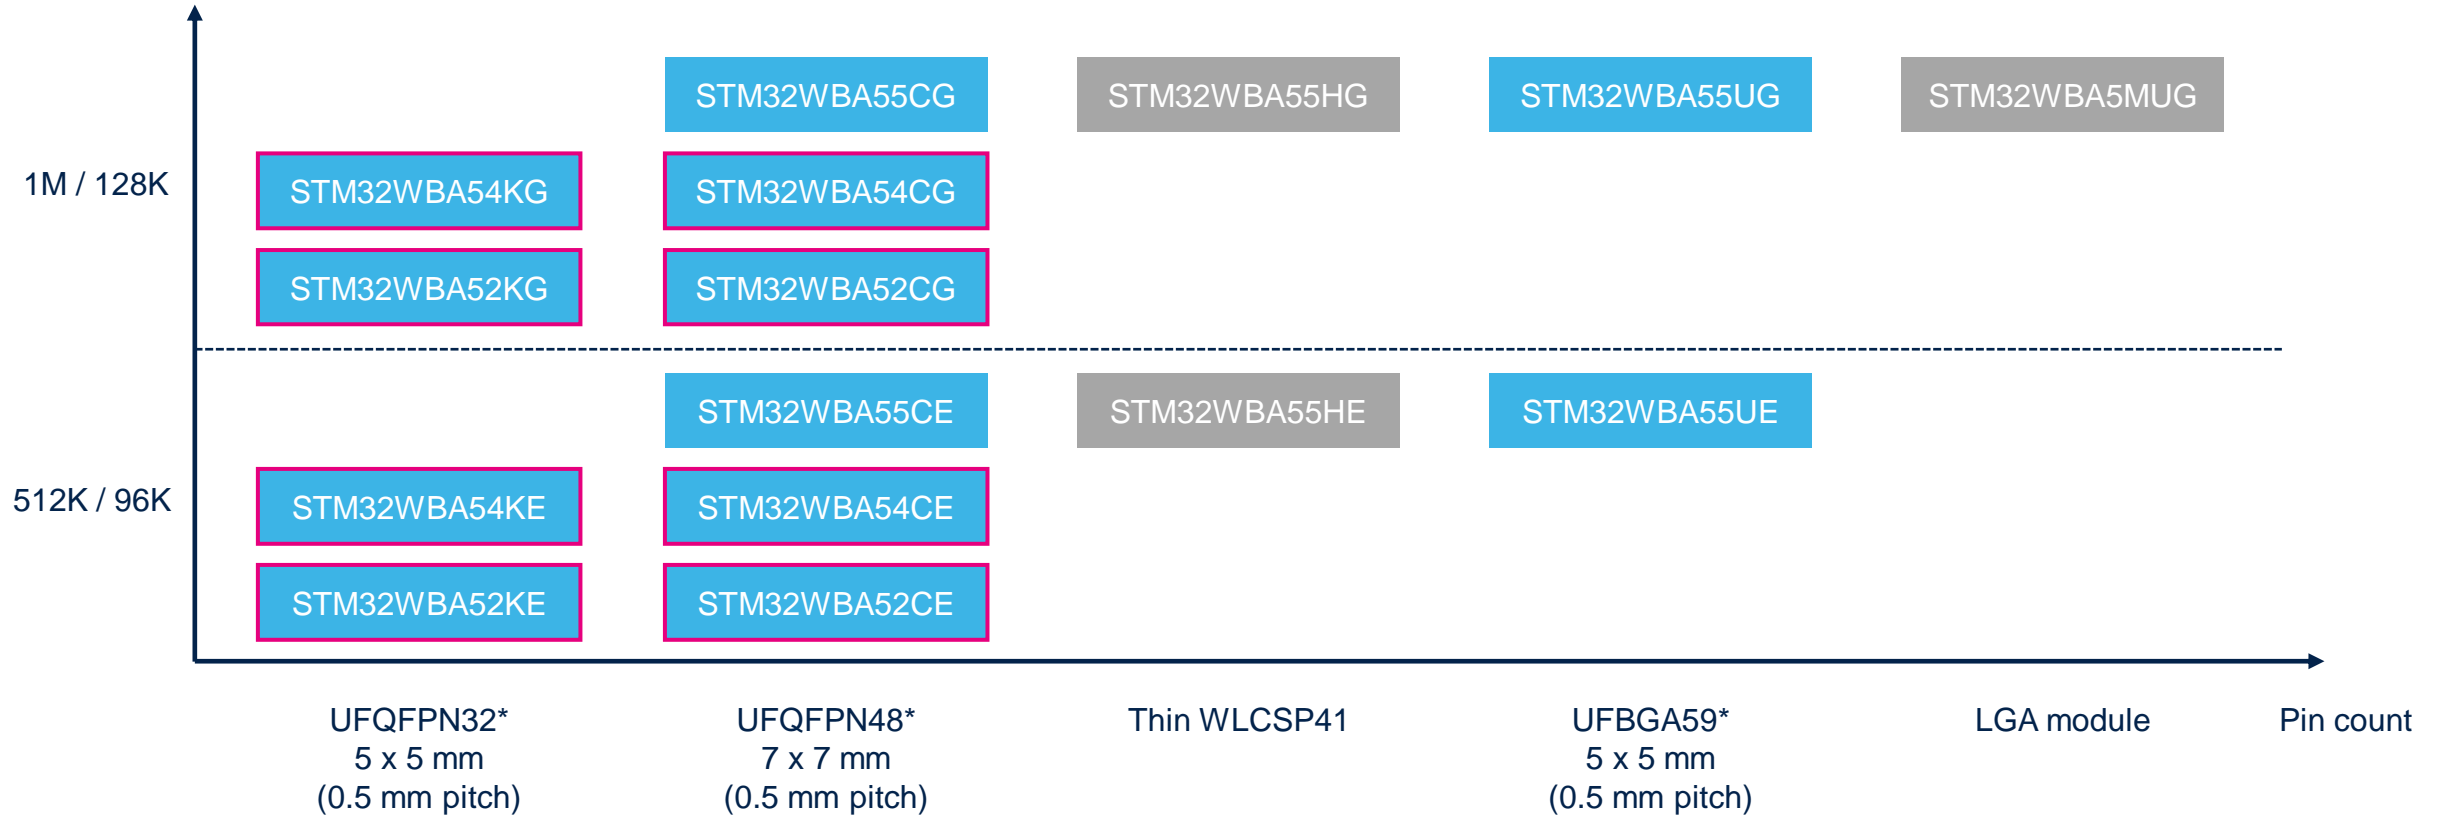 STM32WBA55CG
STM32WBA55HG
STM32WBA55UG
STM32WBA5MUG
1M / 128K
STM32WBA54KG
STM32WBA54CG
STM32WBA52KG
STM32WBA52CG
STM32WBA55CE
STM32WBA55HE
STM32WBA55UE
512K / 96K
STM32WBA54KE
STM32WBA54CE
STM32WBA52KE
STM32WBA52CE
UFQFPN32*
5 x 5 mm
(0.5 mm pitch)
UFQFPN48*
7 x 7 mm
(0.5 mm pitch)
Thin WLCSP41
UFBGA59*
5 x 5 mm
(0.5 mm pitch)
LGA module
Pin count